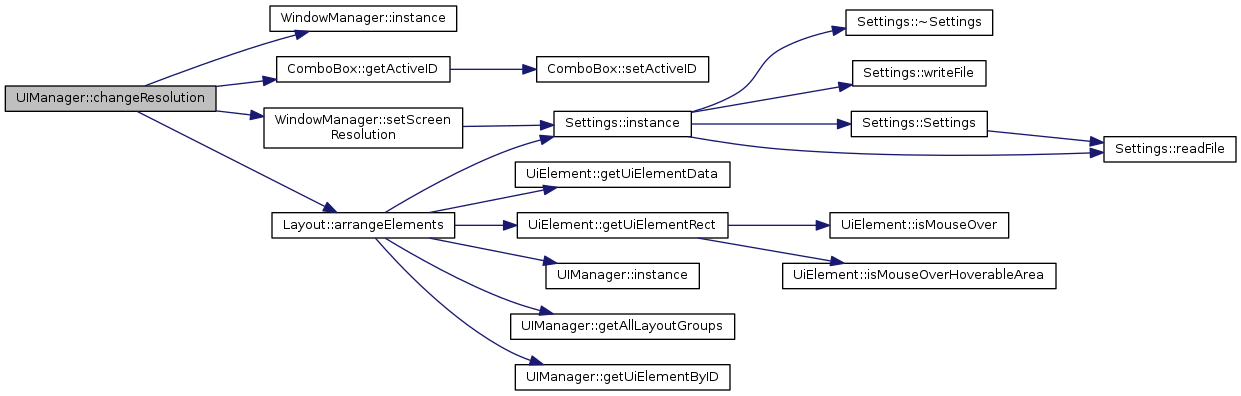 UIManager::changeResolution
WindowManager::instance
ComboBox::getActiveID
ComboBox::setActiveID
WindowManager::setScreen
Resolution
Layout::arrangeElements
Settings::instance
Settings::~Settings
Settings::writeFile
Settings::Settings
Settings::readFile
UiElement::getUiElementData
UiElement::getUiElementRect
UiElement::isMouseOver
UiElement::isMouseOverHoverableArea
UIManager::instance
UIManager::getAllLayoutGroups
UIManager::getUiElementByID